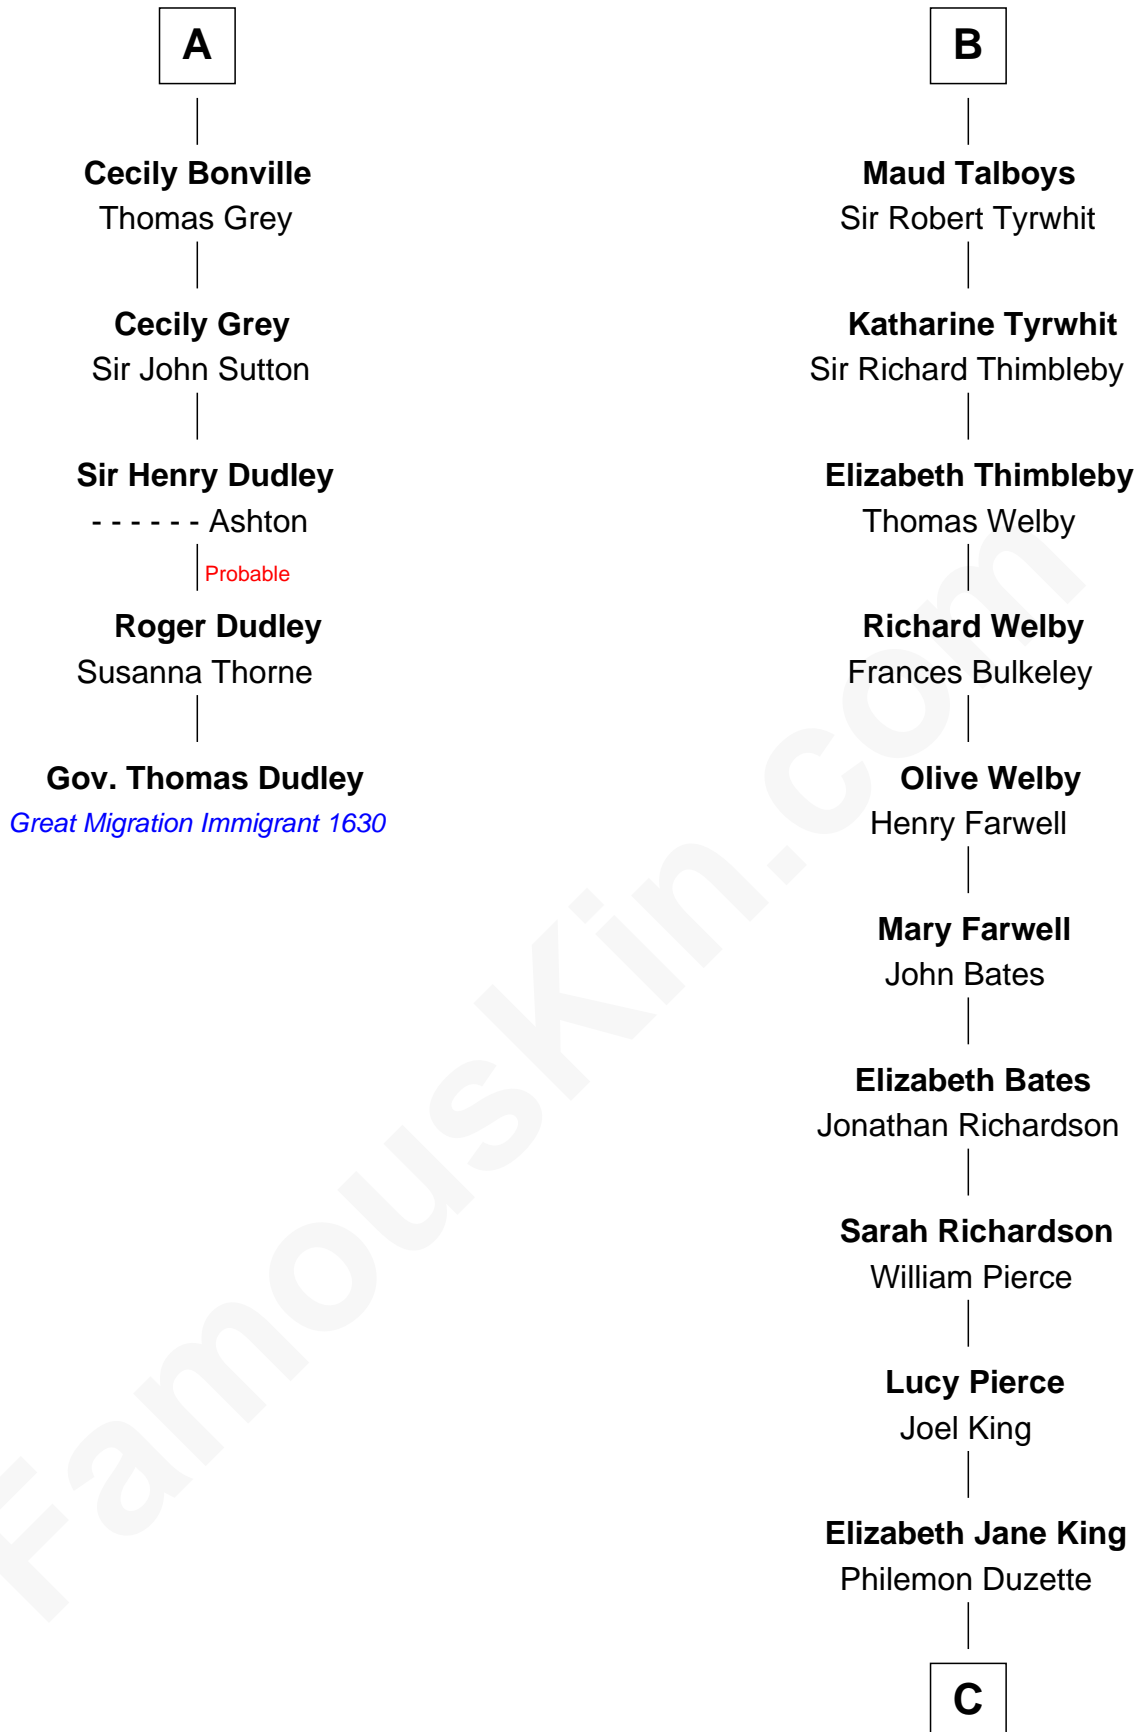 A
Cecily Bonville
Thomas Grey
Cecily Grey
Sir John Sutton
Sir Henry Dudley
- - - - - - Ashton
Probable
Roger Dudley
Susanna Thorne
Gov. Thomas Dudley
Great Migration Immigrant 1630
B
Maud Talboys
Sir Robert Tyrwhit
Katharine Tyrwhit
Sir Richard Thimbleby
Elizabeth Thimbleby
Thomas Welby
Richard Welby
Frances Bulkeley
Olive Welby
Henry Farwell
Mary Farwell
John Bates
Elizabeth Bates
Jonathan Richardson
Sarah Richardson
William Pierce
Lucy Pierce
Joel King
Elizabeth Jane King
Philemon Duzette
C
FamousKin.com